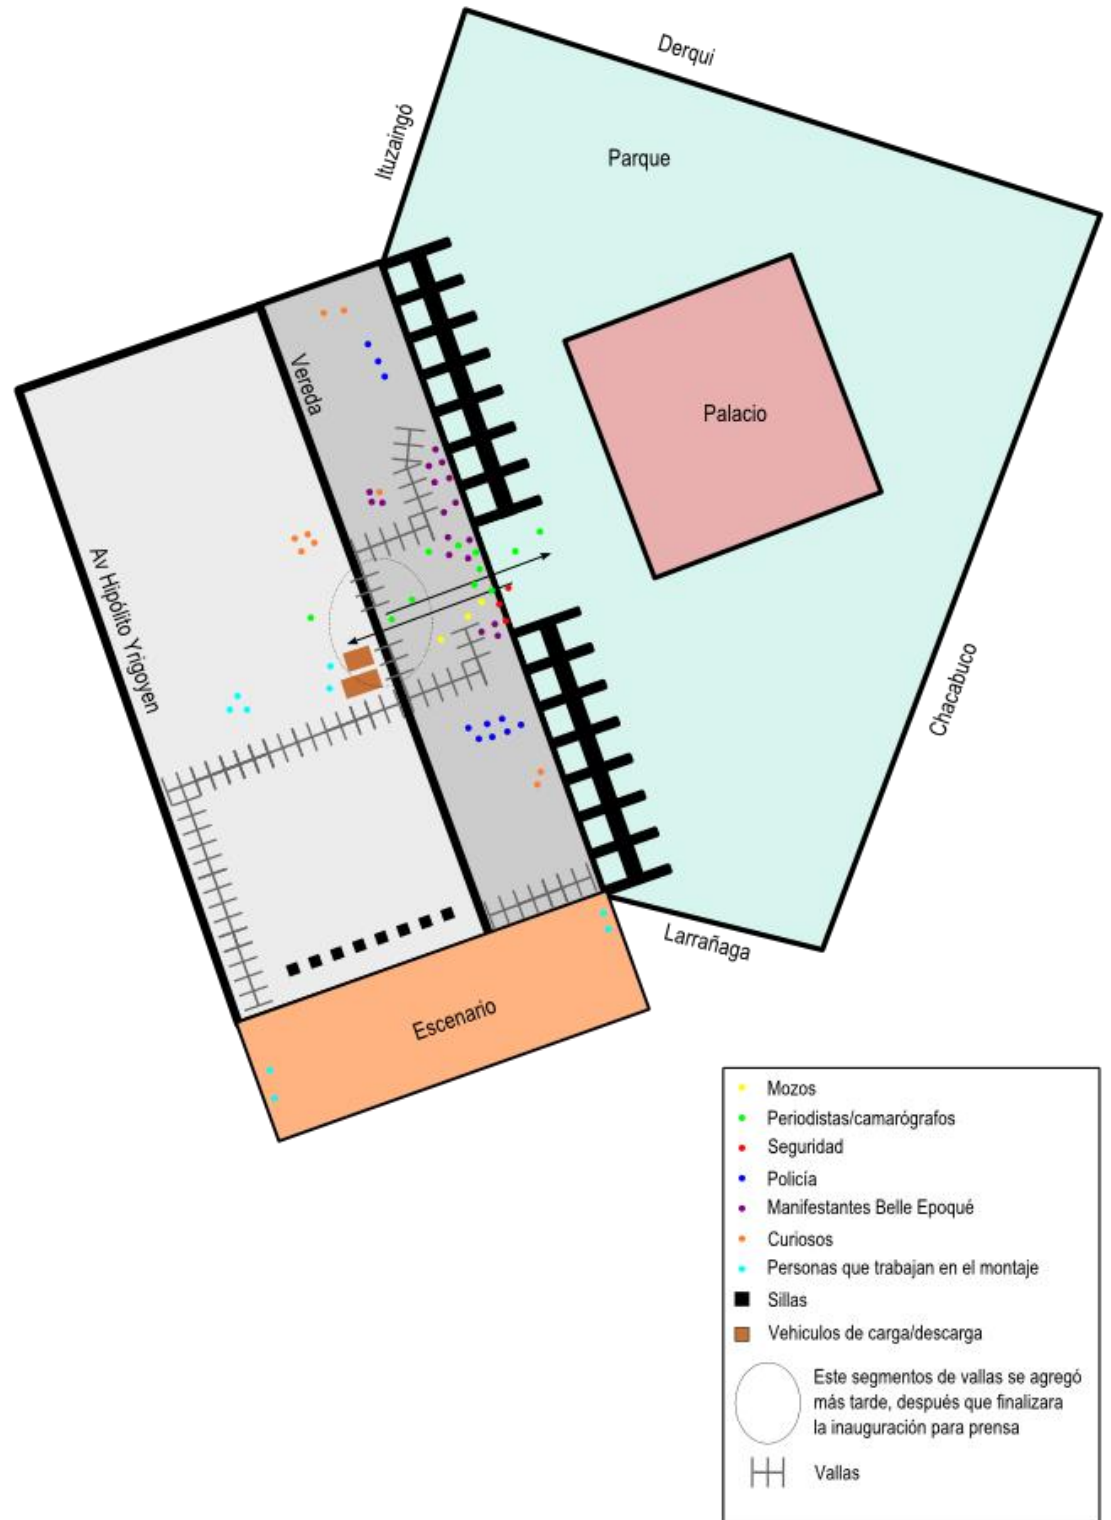 Derqui
Ituzaingó
Parque
Vereda
Palacio
Av Hipólito Yrigoyen
Chacabuco
Larrañaga
Escenario
Mozos
Periodistas/camarógrafos
Seguridad
Policía
Manifestantes Belle Epoqué
Curiosos
Personas que trabajan en el montaje
Sillas
Vehiculos de carga/descarga
Este segmentos de vallas se agregó
más tarde, después que finalizara
la inauguración para prensa
Vallas